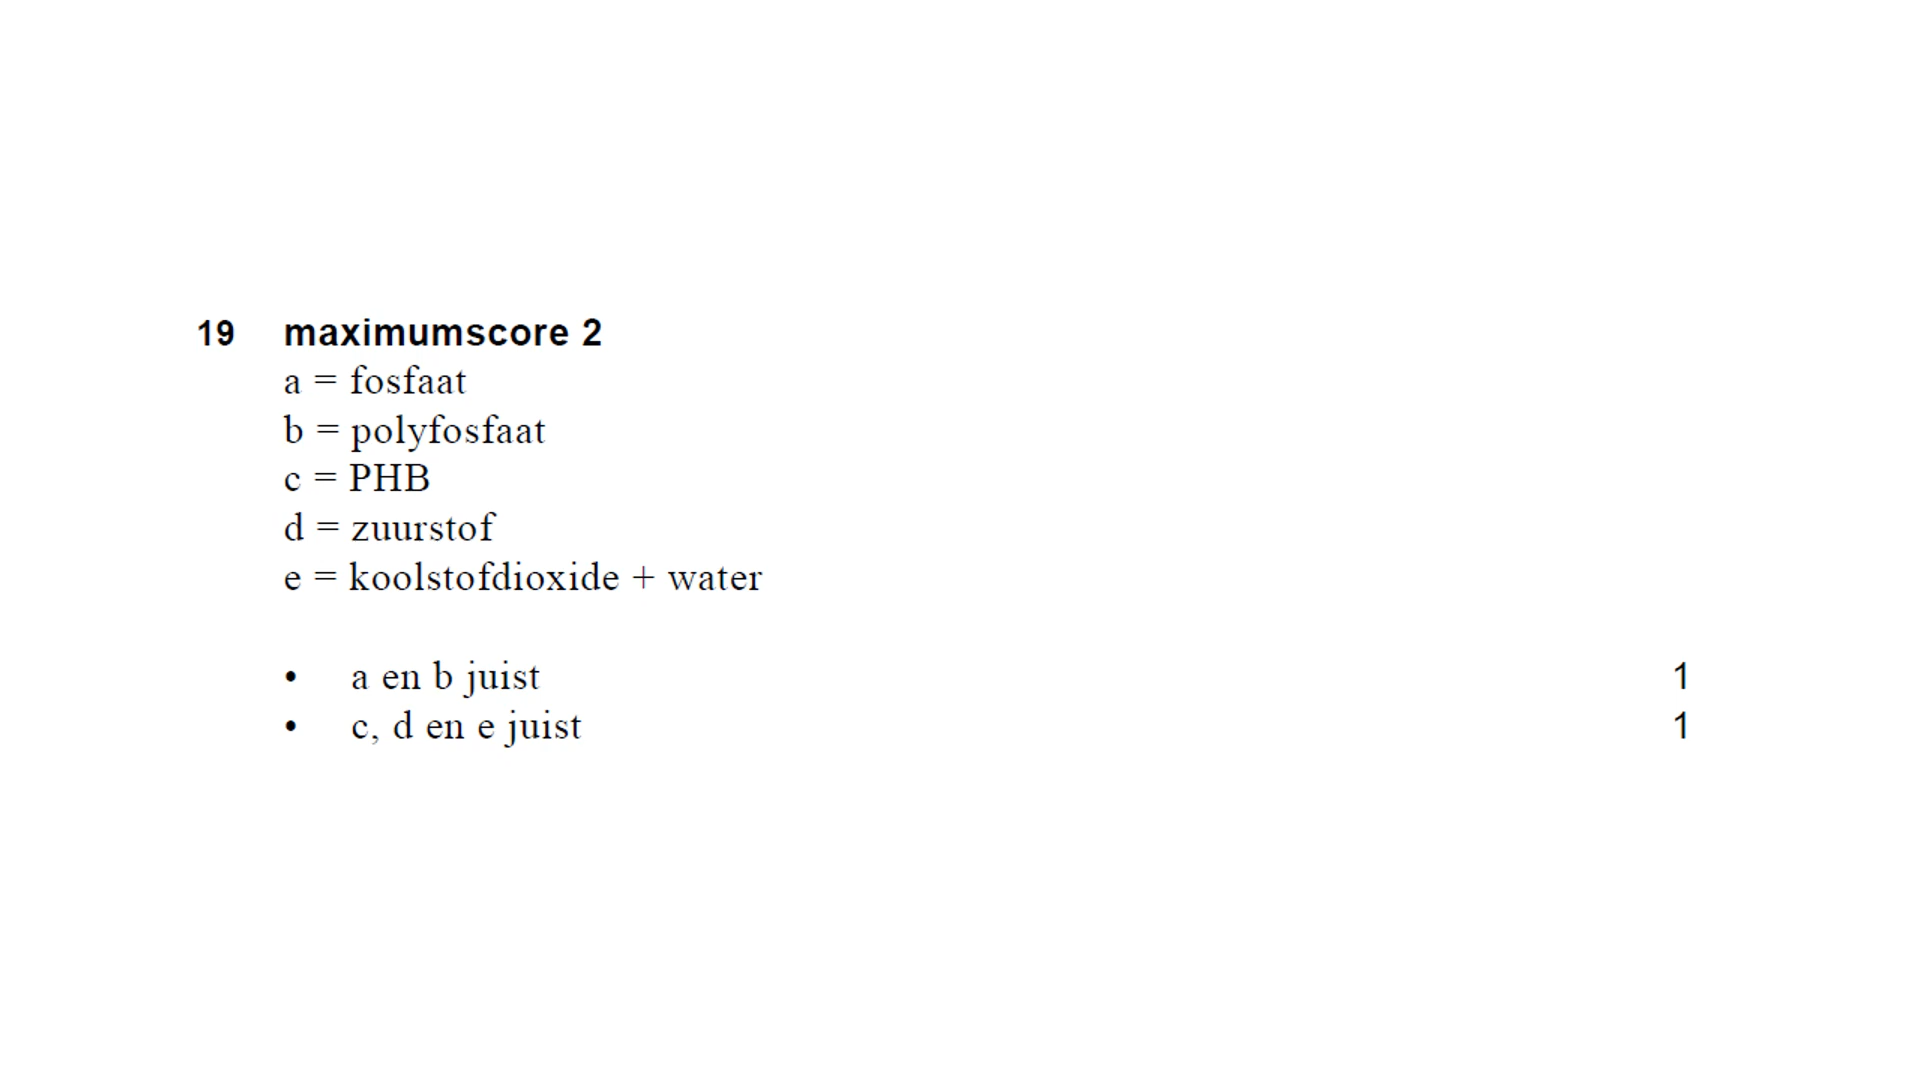 19 maximumscore 2
a = fosfaat
b = polyfosfaat
c = PHB
d = zuurstof
e = koolstofdioxide + water
• a en b juist 1
• c, d en e juist 1